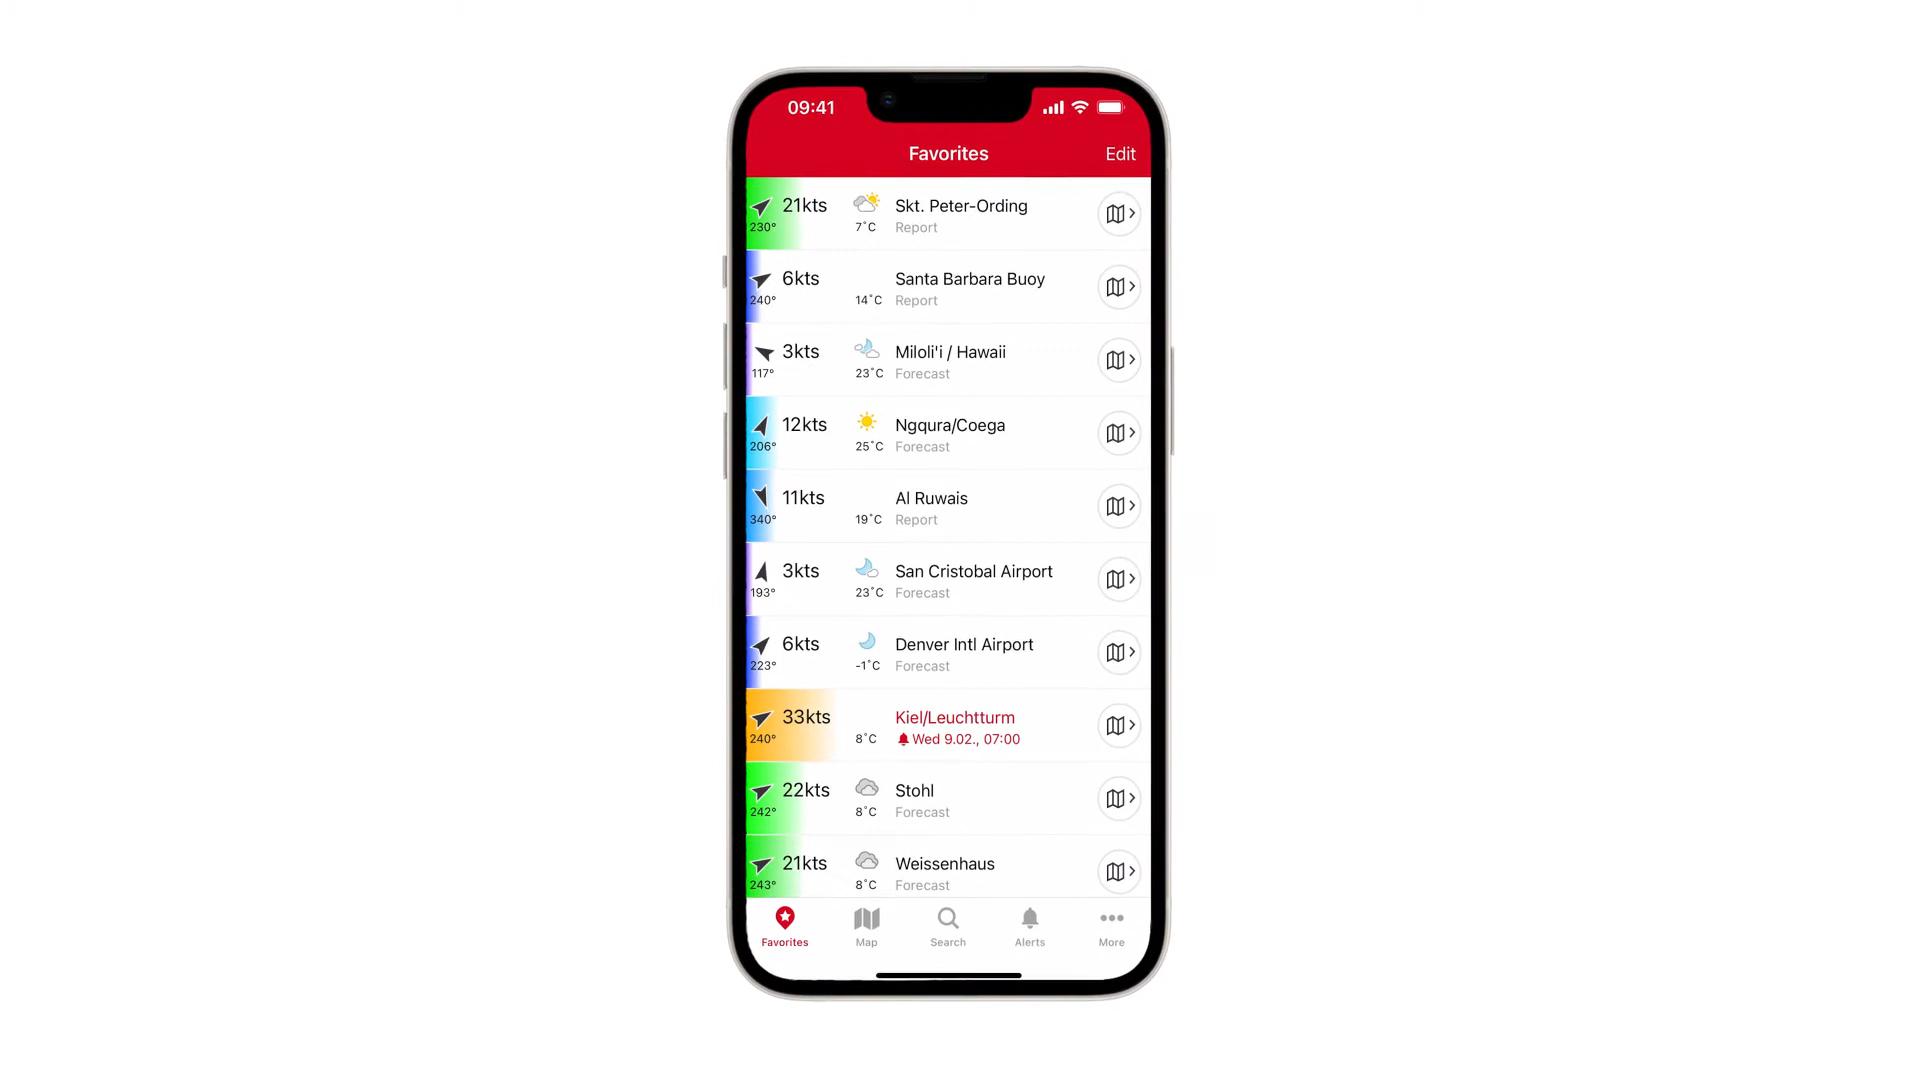 09:41
Favorites Edit
21kts Skt. Peter-Ording
230° 7°C Report
6kts Santa Barbara Buoy
240° 14°C Report
3kts Miloli'i / Hawaii
117° 23°C Forecast
12kts Ngqura/Coega
206° 25°C Forecast
11kts Al Ruwais
340° 19°C Report
3kts San Cristobal Airport
193° 23°C Forecast
6kts Denver Intl Airport
223° -1°C Forecast
33kts Kiel/Leuchtturm
240° 8°C Wed 9.02., 07:00
22kts Stohl
242° 8°C Forecast
21kts Weissenhaus
243° 8°C Forecast
Favorites Map Search Alerts More